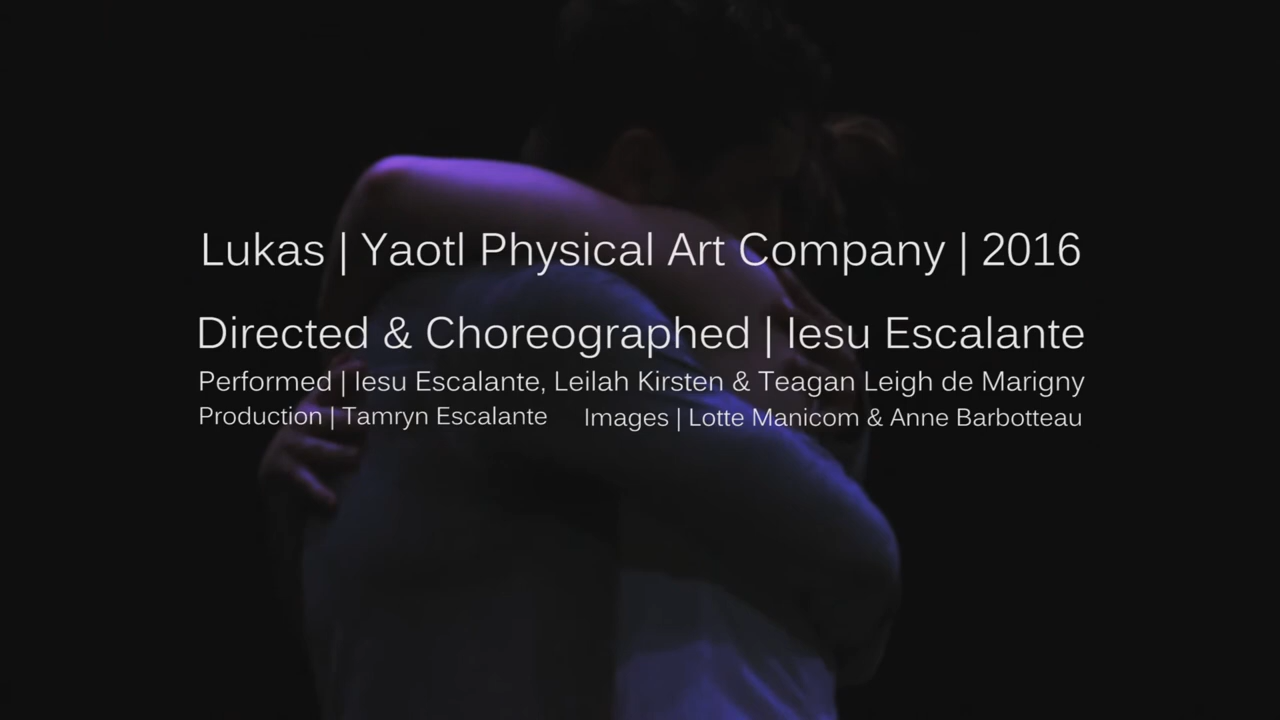 Lukas | Yaotl Physical Art Company | 2016
Directed & Choreographed | Iesu Escalante
Performed | Iesu Escalante, Leilah Kirsten & Teagan Leigh de Marigny
Production | Tamryn Escalante Images | Lotte Manicom & Anne Barbotteau